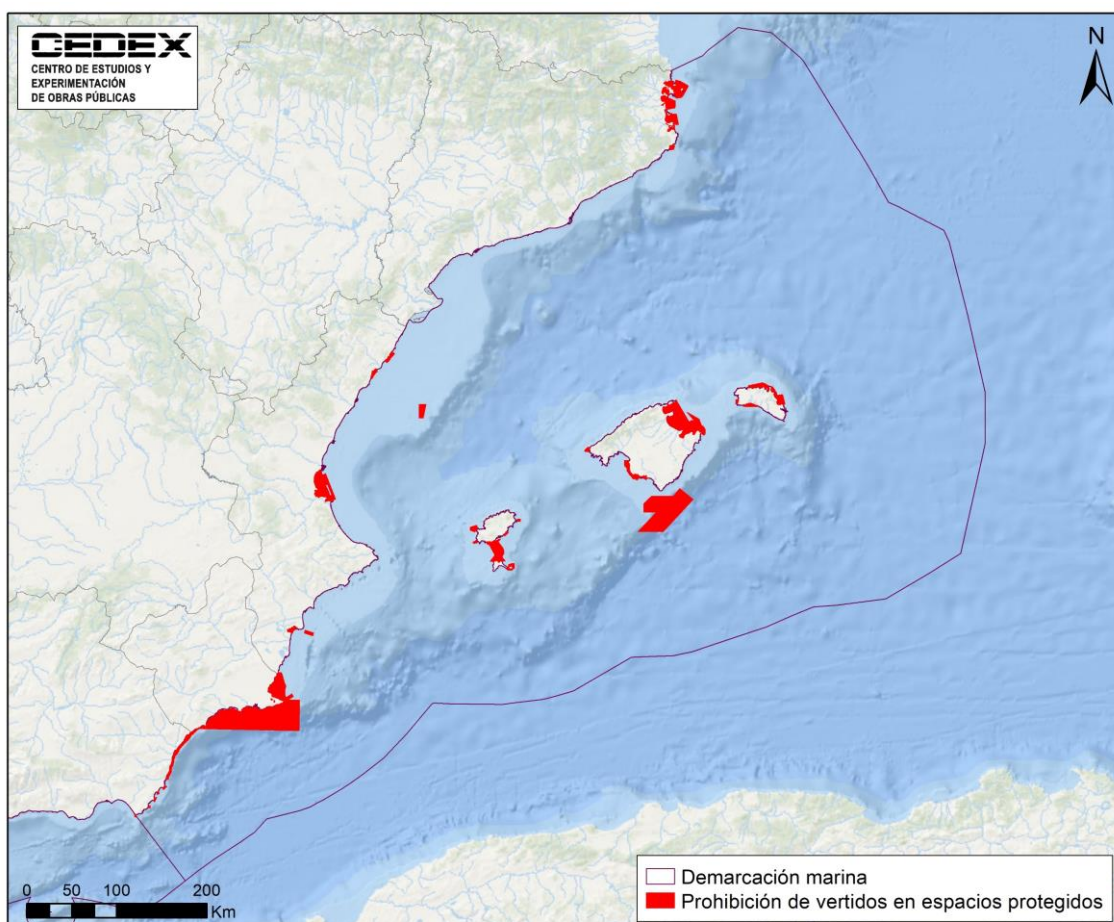 CEDEX
CENTRO DE ESTUDIOS Y
EXPERIMENTACIÓN
DE OBRAS PÚBLICAS
N
0 50 100 200
Km
Demarcación marina
Prohibición de vertidos en espacios protegidos